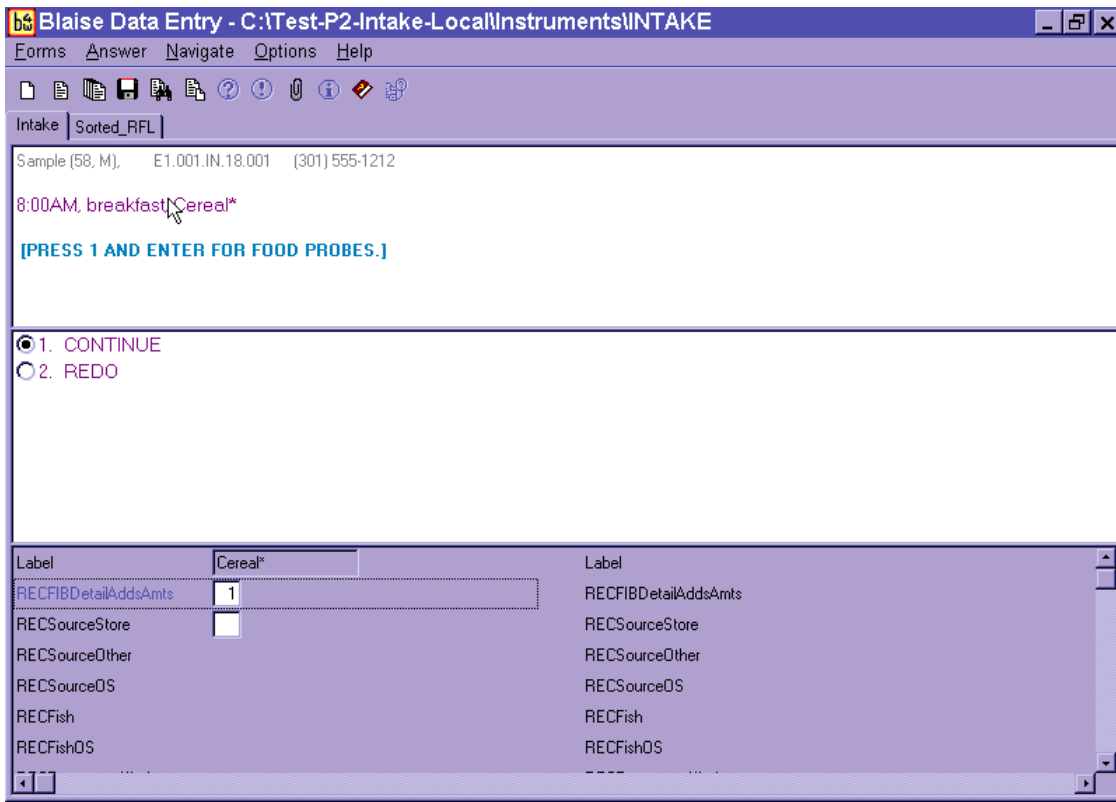 Blaise Data Entry - C:\Test-P2-Intake-Local\Instruments\INTAKE
Forms Answer Navigate Options Help
Intake Sorted_RFL
Sample (58, M), E1.001.IN.18.001 (301) 555-1212
8:00AM, breakfast, Cereal*
[PRESS 1 AND ENTER FOR FOOD PROBES.]
1. CONTINUE
2. REDO
Label Cereal* Label
RECFIBDetailAddsAmts 1 RECFIBDetailAddsAmts
RECSourceStore RECSourceStore
RECSourceOther RECSourceOther
RECSourceOS RECSourceOS
RECFish RECFish
RECFishOS RECFishOS